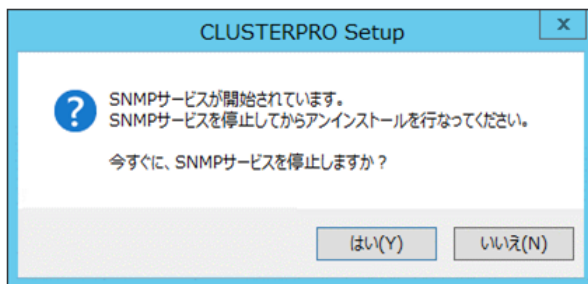 CLUSTERPRO Setup
x
SNMPサービスが開始されています。
SNMPサービスを停止してからアンインストールを行なってください。
今すぐに、SNMPサービスを停止しますか？
はい(Y)
いいえ(N)